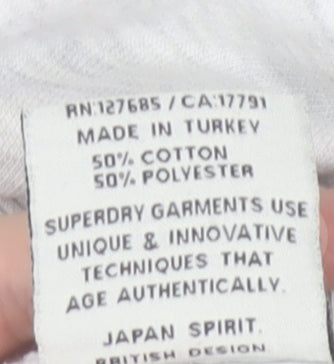 RN:127685 / CA:17791
MADE IN TURKEY
50% COTTON
50% POLYESTER
SUPERDRY GARMENTS USE
UNIQUE & INNOVATIVE
TECHNIQUES THAT
AGE AUTHENTICALLY.
JAPAN SPIRIT.
BRITISH DESIGN